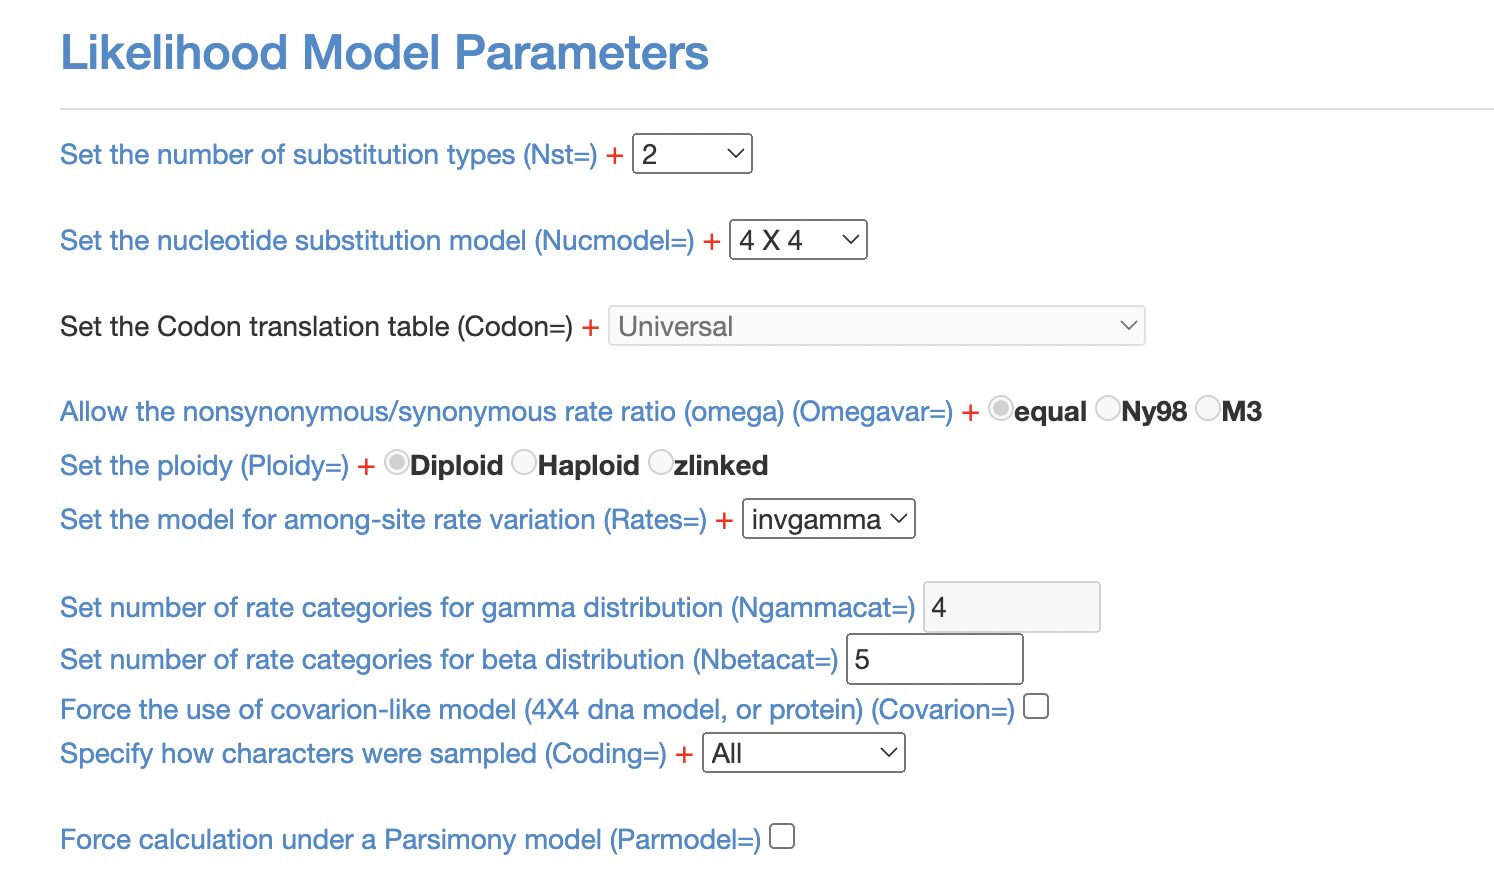 Likelihood Model Parameters
Set the number of substitution types (Nst=) + 2
Set the nucleotide substitution model (Nucmodel=) + 4 X 4
Set the Codon translation table (Codon=) + Universal
Allow the nonsynonymous/synonymous rate ratio (omega) (Omegavar=) + equal Ny98 M3
Set the ploidy (Ploidy=) + Diploid Haploid zlinked
Set the model for among-site rate variation (Rates=) + invgamma
Set number of rate categories for gamma distribution (Ngammacat=) 4
Set number of rate categories for beta distribution (Nbetacat=) 5
Force the use of covarion-like model (4X4 dna model, or protein) (Covarion=)
Specify how characters were sampled (Coding=) + All
Force calculation under a Parsimony model (Parmodel=)